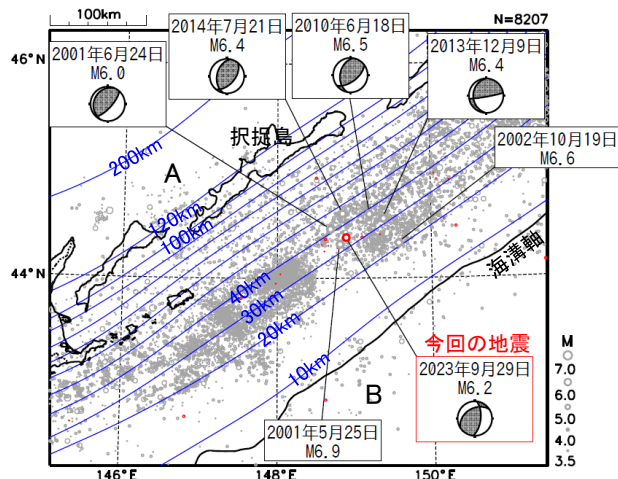 100km
N=8207
46°N
44°N
2001年6月24日
M6.0
2014年7月21日
M6.4
2010年6月18日
M6.5
2013年12月9日
M6.4
2002年10月19日
M6.6
択捉島
A
200km
120km
100km
40km
30km
20km
10km
海溝軸
今回の地震
2023年9月29日
M6.2
B
2001年5月25日
M6.9
M
7.0
6.0
5.0
4.0
3.5
146°E
148°E
150°E